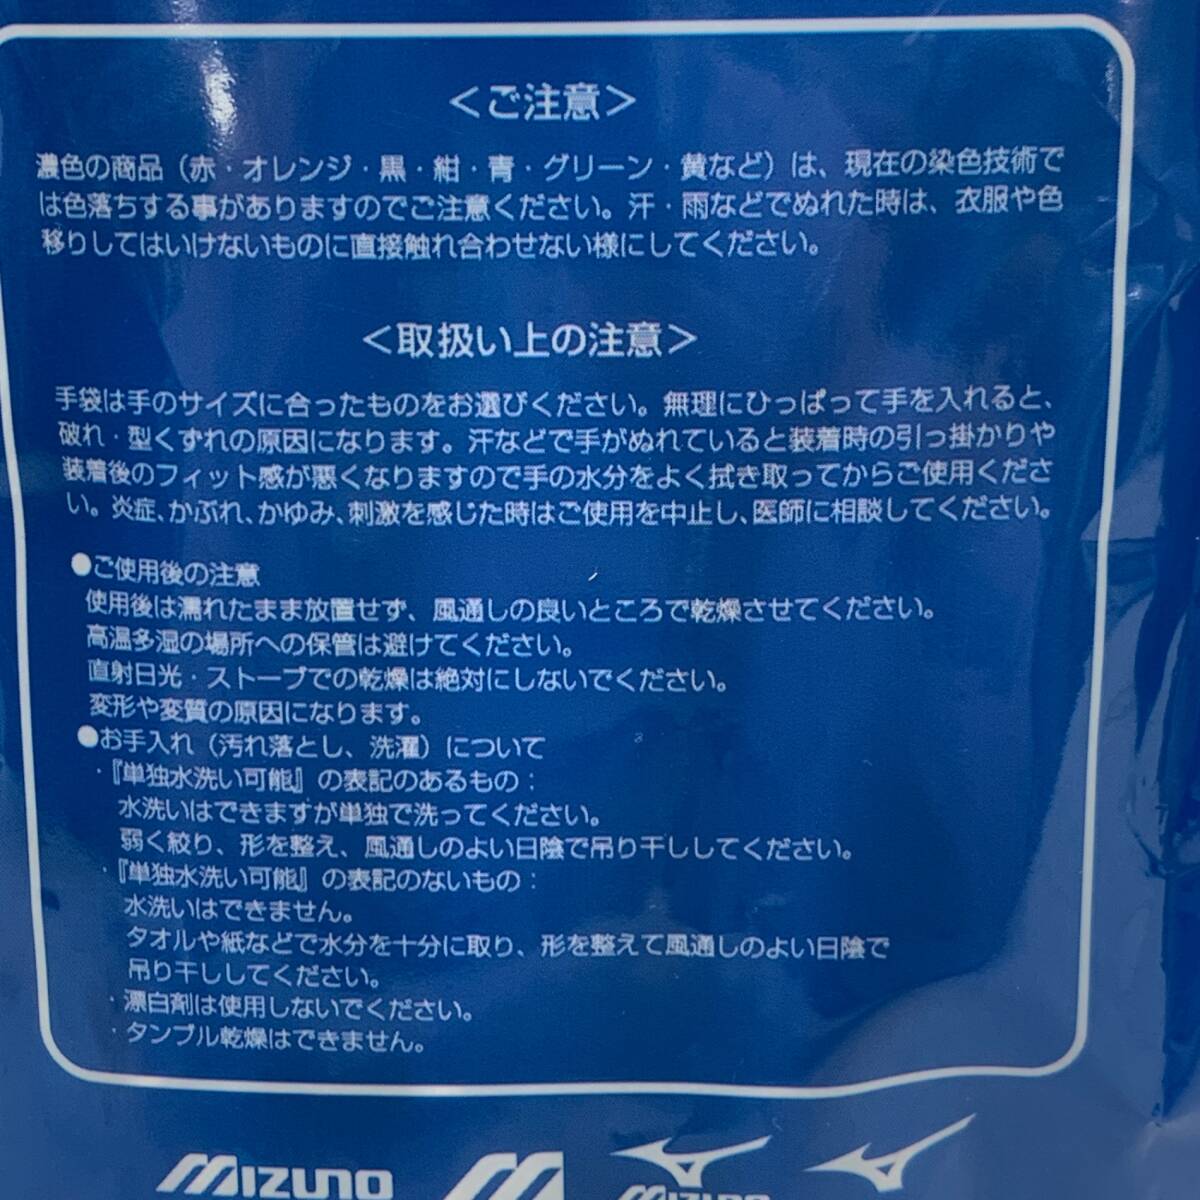 <ご注意>
濃色の商品（赤・オレンジ・黒・紺・青・グリーン・黄など）は、現在の染色技術で
は色落ちする事がありますのでご注意ください。汗・雨などでぬれた時は、衣服や色
移りしてはいけないものに直接触れ合わせない様にしてください。
<取扱い上の注意>
手袋は手のサイズに合ったものをお選びください。無理にひっぱって手を入れると、
破れ・型くずれの原因になります。汗などで手がぬれていると装着時の引っ掛かりや
装着後のフィット感が悪くなりますので手の水分をよく拭き取ってからご使用くださ
い。炎症、かぶれ、かゆみ、刺激を感じた時はご使用を中止し、医師に相談してください。
●ご使用後の注意
使用後は濡れたまま放置せず、風通しの良いところで乾燥させてください。
高温多湿の場所への保管は避けてください。
直射日光・ストーブでの乾燥は絶対にしないでください。
変形や変質の原因になります。
●お手入れ（汚れ落とし、洗濯）について
・『単独水洗い可能』の表記のあるもの：
水洗いはできますが単独で洗ってください。
弱く絞り、形を整え、風通しのよい日陰で吊り干ししてください。
・『単独水洗い可能』の表記のないもの：
水洗いはできません。
タオルや紙などで水分を十分に取り、形を整えて風通しのよい日陰で
吊り干ししてください。
・漂白剤は使用しないでください。
・タンブル乾燥はできません。
MIZUNO
MIZUNO